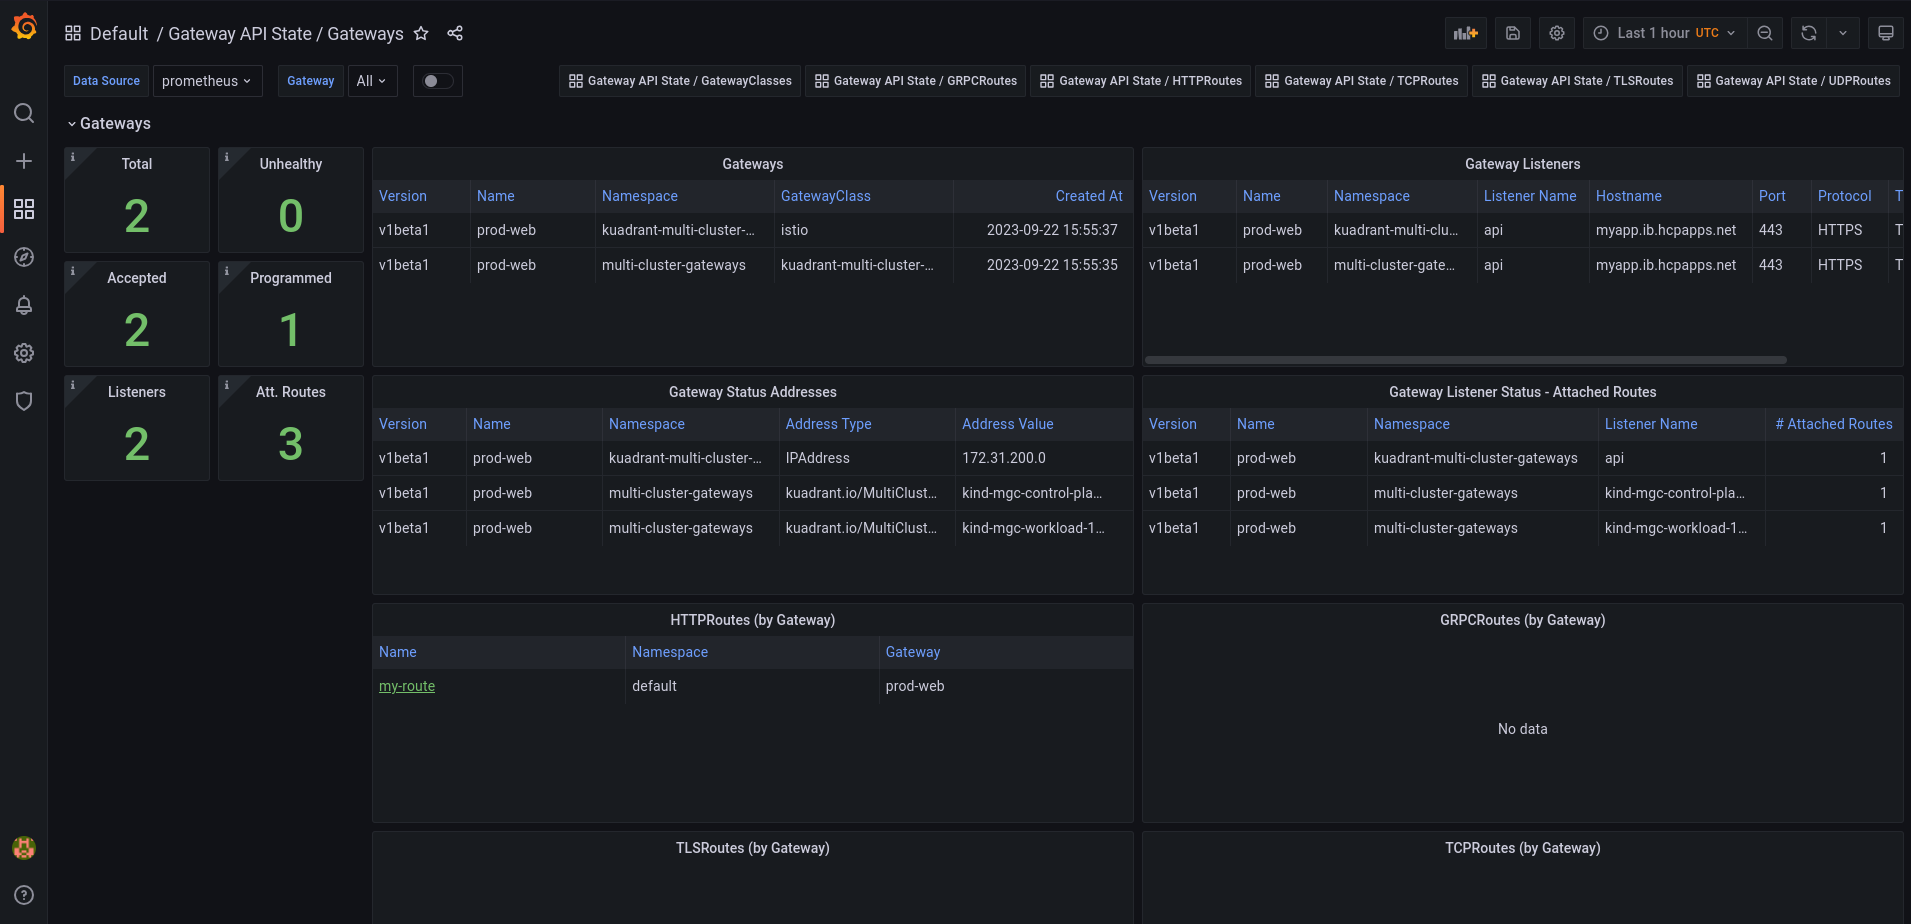 Default / Gateway API State / Gateways
Last 1 hour UTC
Data Source prometheus Gateway All
Gateway API State / GatewayClasses Gateway API State / GRPCRoutes Gateway API State / HTTPRoutes Gateway API State / TCPRoutes Gateway API State / TLSRoutes Gateway API State / UDPRoutes
Gateways
Total
2
Unhealthy
0
Accepted
2
Programmed
1
Listeners
2
Att. Routes
3
Gateways
Version Name Namespace GatewayClass Created At
v1beta1 prod-web kuadrant-multi-cluster-... istio 2023-09-22 15:55:37
v1beta1 prod-web multi-cluster-gateways kuadrant-multi-cluster-... 2023-09-22 15:55:35
Gateway Listeners
Version Name Namespace Listener Name Hostname Port Protocol T
v1beta1 prod-web kuadrant-multi-clu... api myapp.ib.hcpapps.net 443 HTTPS T
v1beta1 prod-web multi-cluster-gate... api myapp.ib.hcpapps.net 443 HTTPS T
Gateway Status Addresses
Version Name Namespace Address Type Address Value
v1beta1 prod-web kuadrant-multi-cluster-... IPAddress 172.31.200.0
v1beta1 prod-web multi-cluster-gateways kuadrant.io/MultiClust... kind-mgc-control-pla...
v1beta1 prod-web multi-cluster-gateways kuadrant.io/MultiClust... kind-mgc-workload-1...
Gateway Listener Status - Attached Routes
Version Name Namespace Listener Name # Attached Routes
v1beta1 prod-web kuadrant-multi-cluster-gateways api 1
v1beta1 prod-web multi-cluster-gateways kind-mgc-control-pla... 1
v1beta1 prod-web multi-cluster-gateways kind-mgc-workload-1... 1
HTTPRoutes (by Gateway)
Name Namespace Gateway
my-route default prod-web
GRPCRoutes (by Gateway)
No data
TLSRoutes (by Gateway)
TCPRoutes (by Gateway)